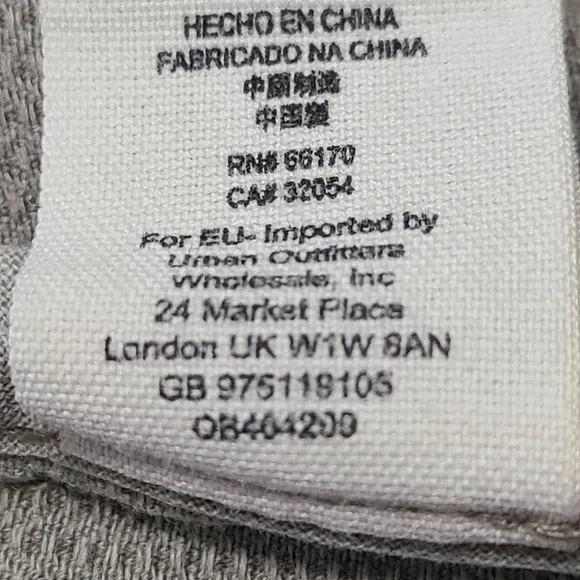 HECHO EN CHINA
FABRICADO NA CHINA
中國制造
中国製
RN# 66170
CA# 32054
For EU- Imported by
Urban Outfitters
Wholesale, Inc
24 Market Place
London UK W1W 8AN
GB 975118105
OB464200